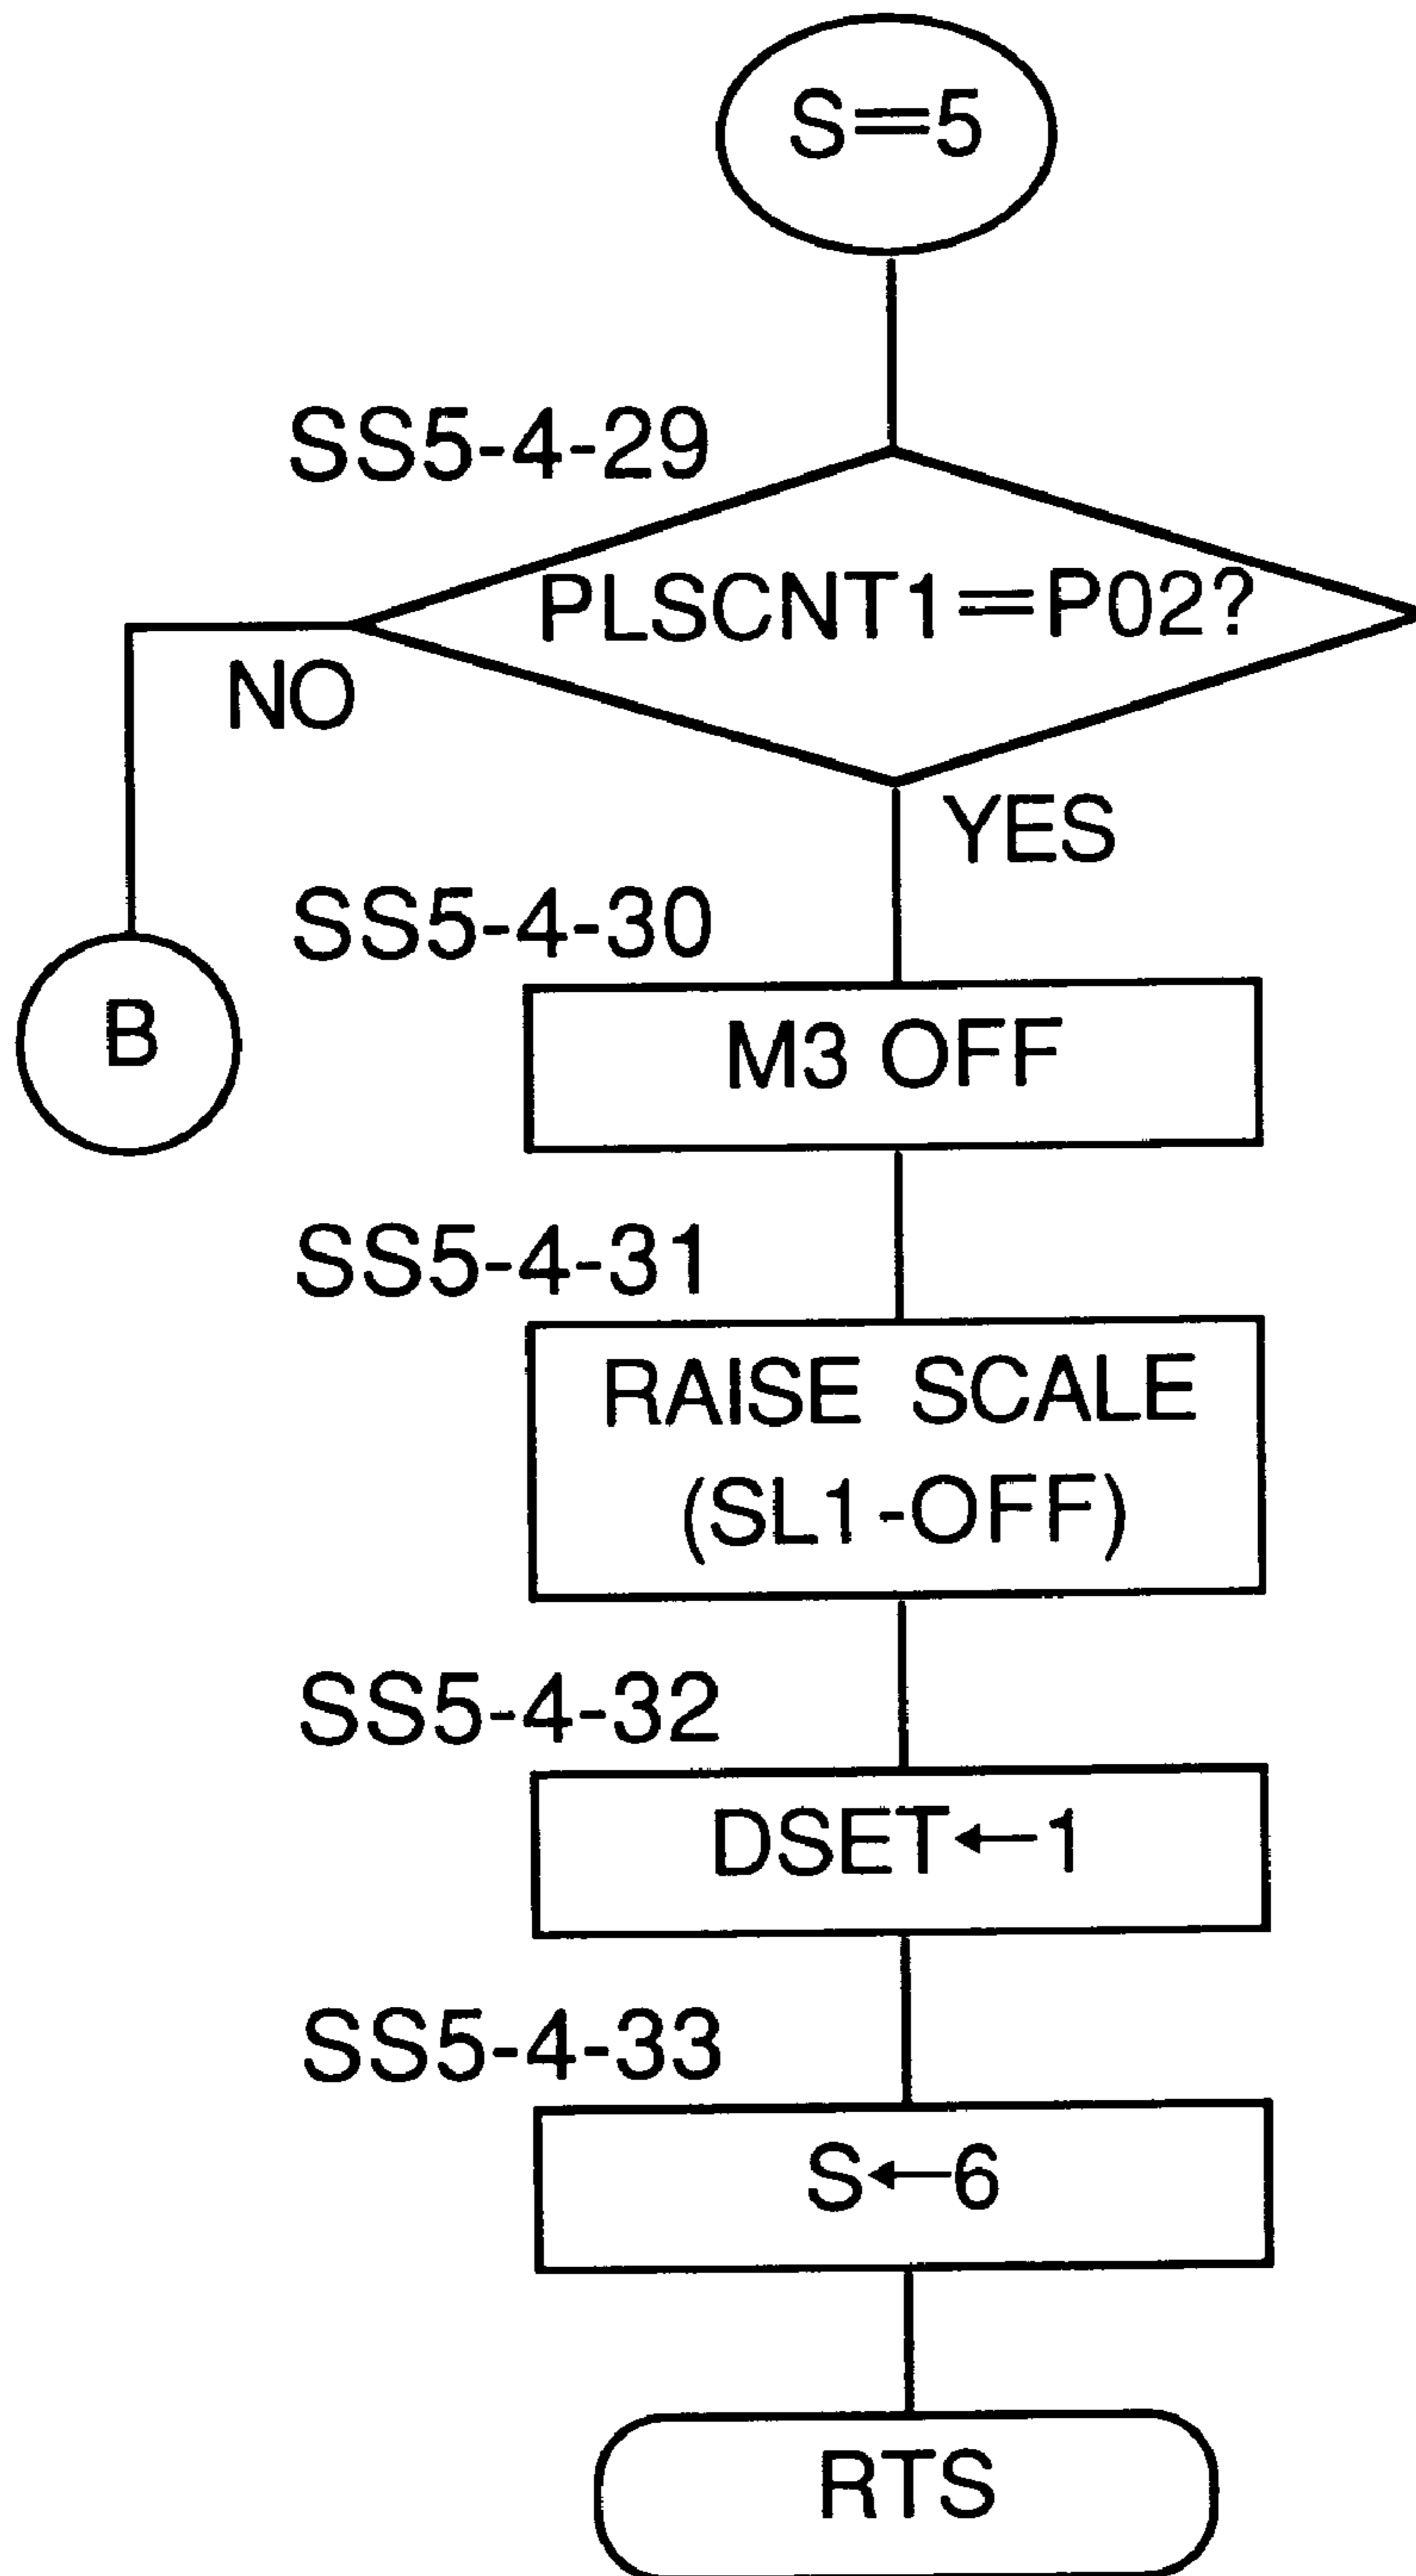 S=5
SS5-4-29
PLSCNT1=P02?
NO
YES
SS5-4-30
B
M3 OFF
SS5-4-31
RAISE SCALE
(SL1-OFF)
SS5-4-32
DSET←1
SS5-4-33
S←6
RTS